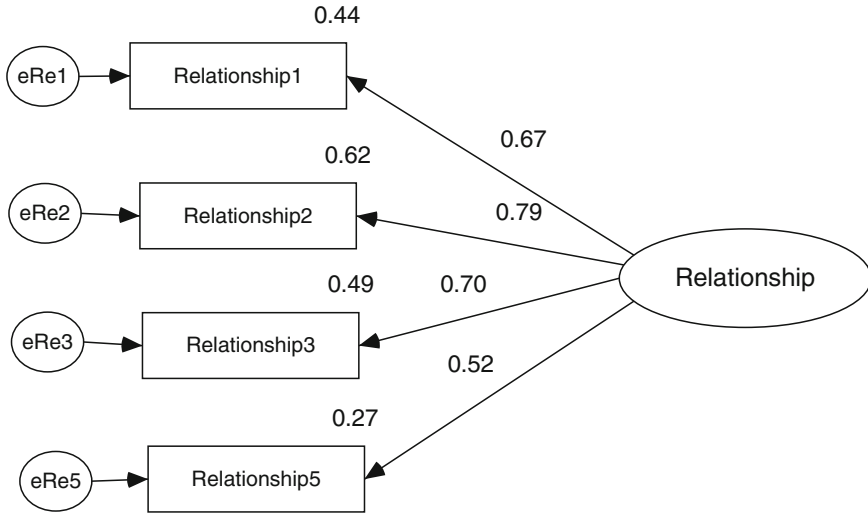 0.44
eRe1
Relationship1
0.67
0.62
eRe2
Relationship2
0.79
Relationship
0.49
0.70
eRe3
Relationship3
0.52
0.27
eRe5
Relationship5